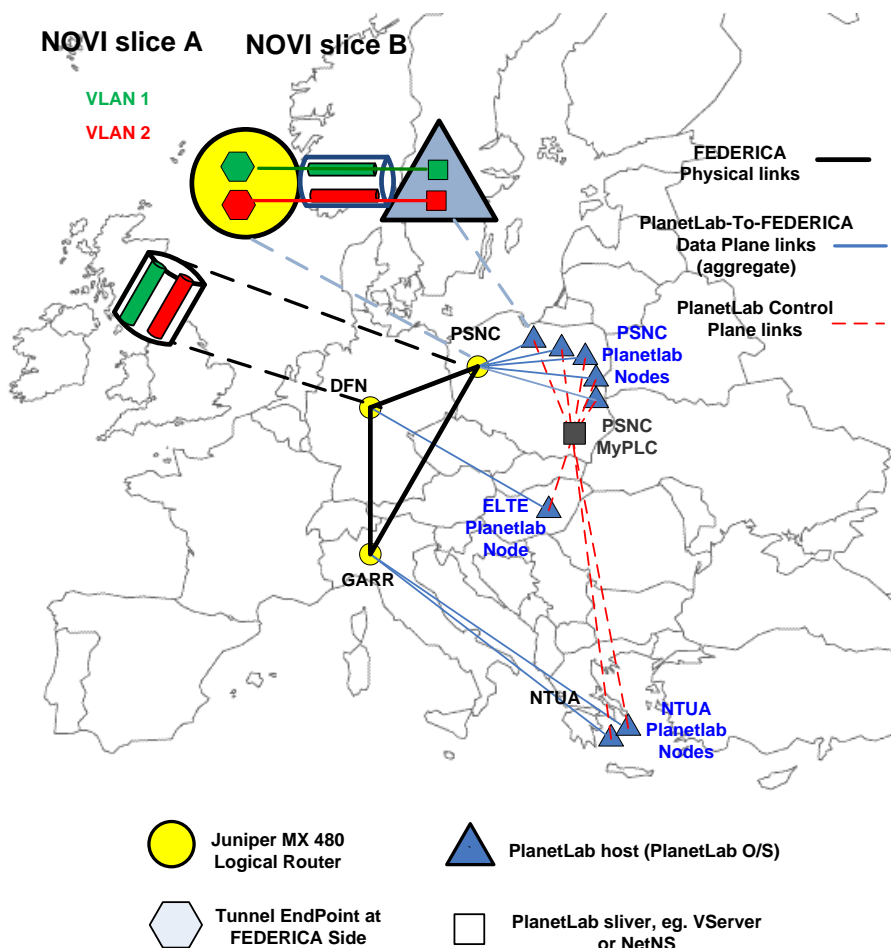 NOVI slice A
NOVI slice B
VLAN 1
VLAN 2
FEDERICA
Physical links
PlanetLab-To-FEDERICA
Data Plane links
(aggregate)
PlanetLab Control
Plane links
PSNC
PSNC
Planetlab
Nodes
DFN
PSNC
MyPLC
ELTE
Planetlab
Node
GARR
NTUA
NTUA
Planetlab
Nodes
Juniper MX 480
Logical Router
PlanetLab host (PlanetLab O/S)
Tunnel EndPoint at
FEDERICA Side
PlanetLab sliver, eg. VServer
or NetNS